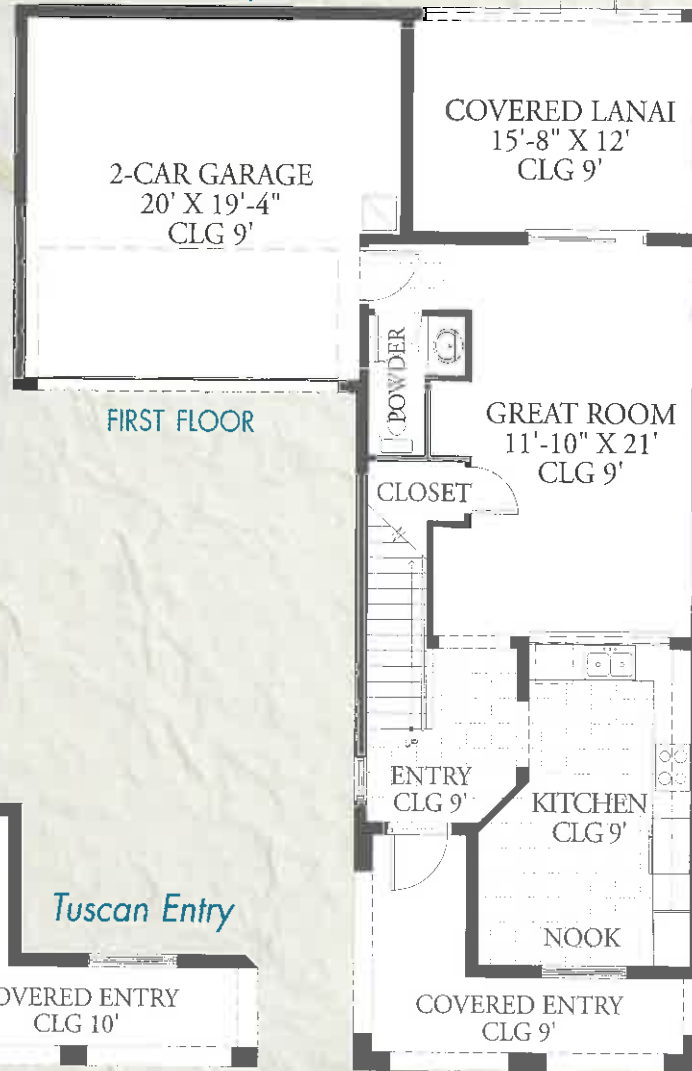 2-CAR GARAGE
20' X 19'-4"
CLG 9'
COVERED LANAI
15'-8" X 12'
CLG 9'
POWDER
FIRST FLOOR
GREAT ROOM
11'-10" X 21'
CLG 9'
CLOSET
ENTRY
CLG 9'
KITCHEN
CLG 9'
NOOK
Tuscan Entry
OVERED ENTRY
CLG 10'
COVERED ENTRY
CLG 9'